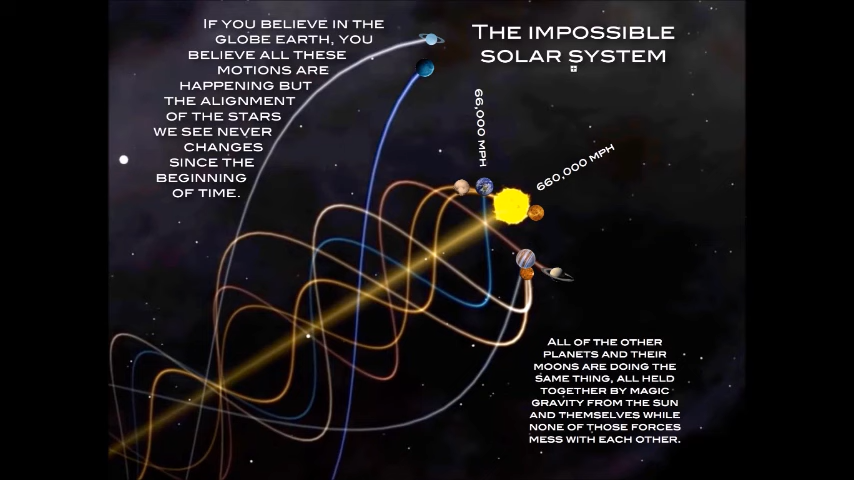 IF YOU BELIEVE IN THE
GLOBE EARTH, YOU
BELIEVE ALL THESE
MOTIONS ARE
HAPPENING BUT
THE ALIGNMENT
OF THE STARS
WE SEE NEVER
CHANGES
SINCE THE
BEGINNING
OF TIME.
THE IMPOSSIBLE
SOLAR SYSTEM
66,000 MPH
660,000 MPH
ALL OF THE OTHER
PLANETS AND THEIR
MOONS ARE DOING THE
SAME THING, ALL HELD
TOGETHER BY MAGIC
GRAVITY FROM THE SUN
AND THEMSELVES WHILE
NONE OF THOSE FORCES
MESS WITH EACH OTHER.